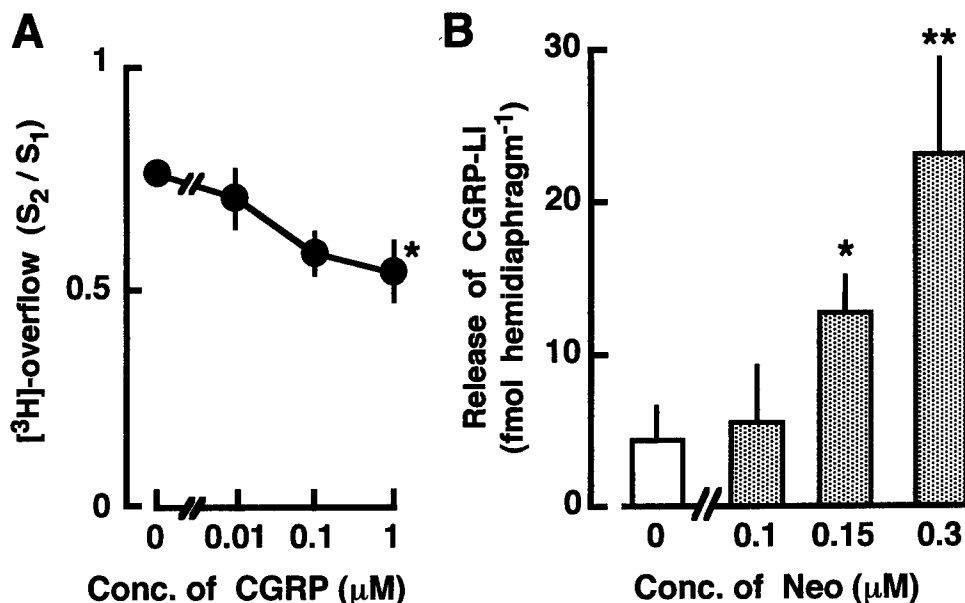 A
[³H]-overflow (S₂ / S₁)
1
0.5
0
*
0 0.01 0.1 1
Conc. of CGRP (μM)
B
Release of CGRP-LI
(fmol hemidiaphragm⁻¹)
30
20
10
0
*
**
0 0.1 0.15 0.3
Conc. of Neo (μM)